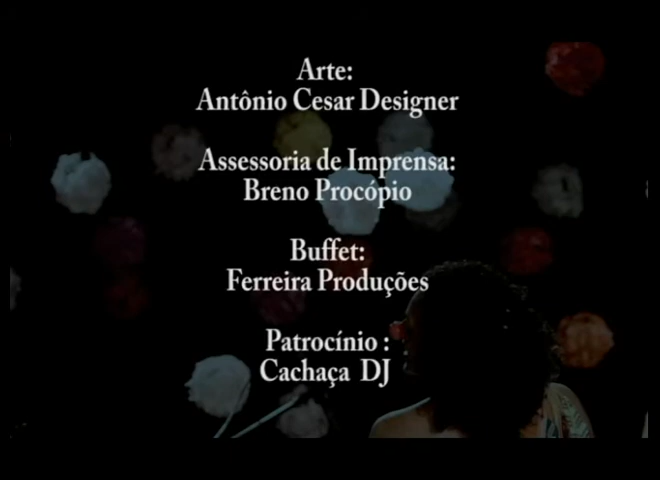 Arte:
Antônio Cesar Designer
Assessoria de Imprensa:
Breno Procópio
Buffet:
Ferreira Produções
Patrocínio :
Cachaça DJ